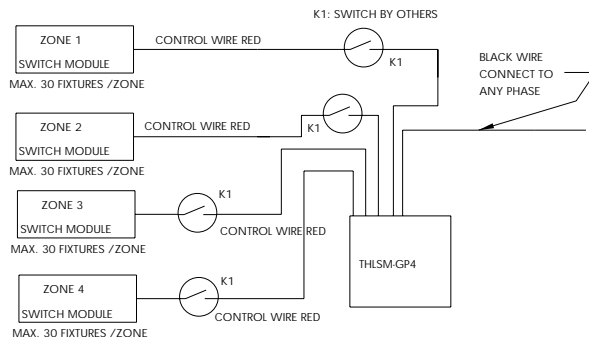 K1: SWITCH BY OTHERS
ZONE 1
SWITCH MODULE
MAX. 30 FIXTURES /ZONE
CONTROL WIRE RED
K1
BLACK WIRE
CONNECT TO
ANY PHASE
ZONE 2
SWITCH MODULE
MAX. 30 FIXTURES /ZONE
CONTROL WIRE RED
K1
ZONE 3
SWITCH MODULE
MAX. 30 FIXTURES /ZONE
K1
CONTROL WIRE RED
THLSM-GP4
ZONE 4
SWITCH MODULE
MAX. 30 FIXTURES /ZONE
K1
CONTROL WIRE RED